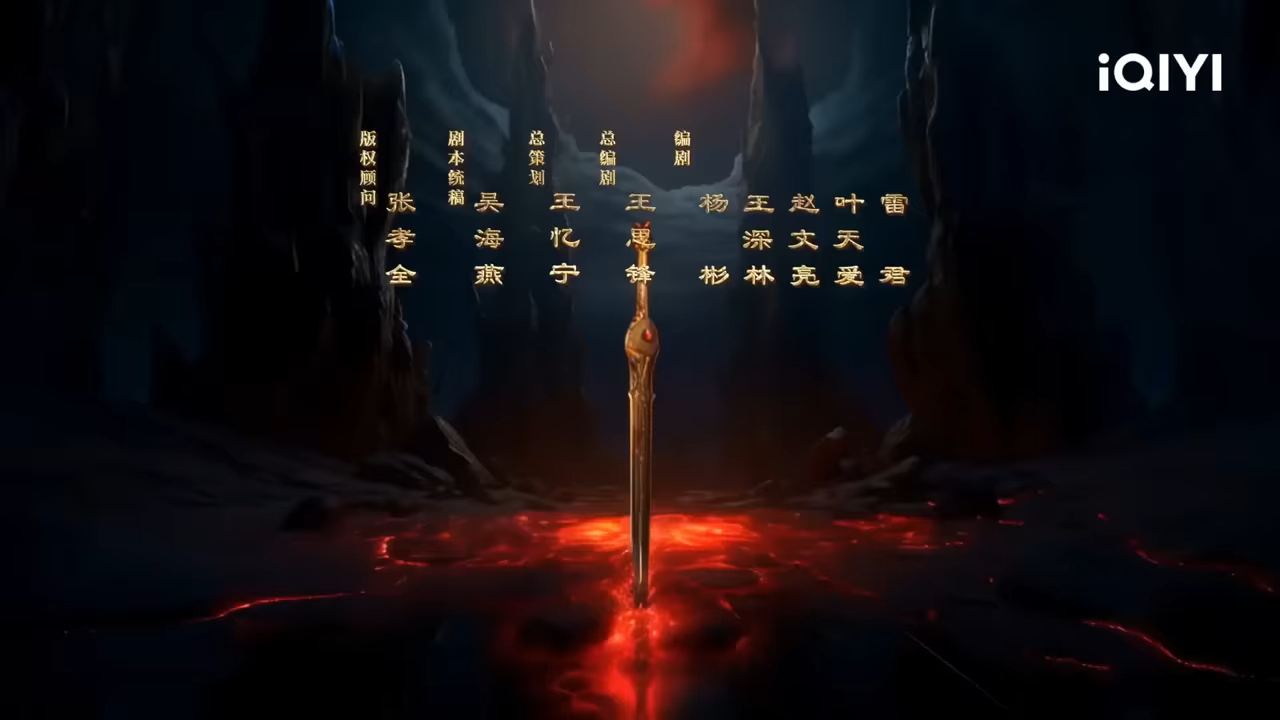 iQIYI
版权顾问
张孝全
剧本统稿
吴海燕
总策划
王忆宁
总编剧
王思锋
编剧
杨彬
王深林
赵文亮
叶天爱
雷君